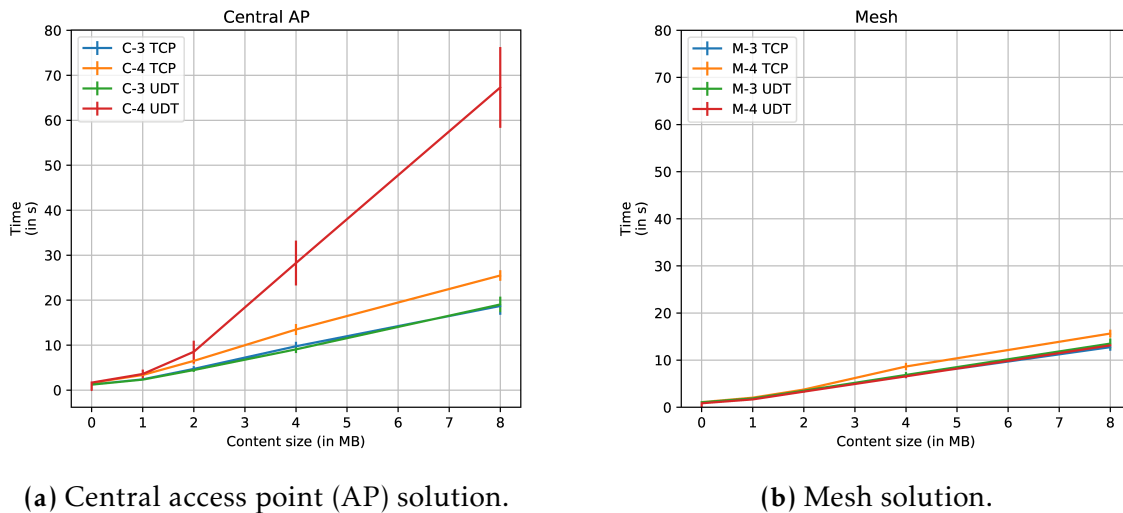 Central AP
80
70
60
50
40
30
20
10
0
Time
(in s)
C-3 TCP
C-4 TCP
C-3 UDT
C-4 UDT
0 1 2 3 4 5 6 7 8
Content size (in MB)
(a) Central access point (AP) solution.
Mesh
80
70
60
50
40
30
20
10
0
Time
(in s)
M-3 TCP
M-4 TCP
M-3 UDT
M-4 UDT
0 1 2 3 4 5 6 7 8
Content size (in MB)
(b) Mesh solution.